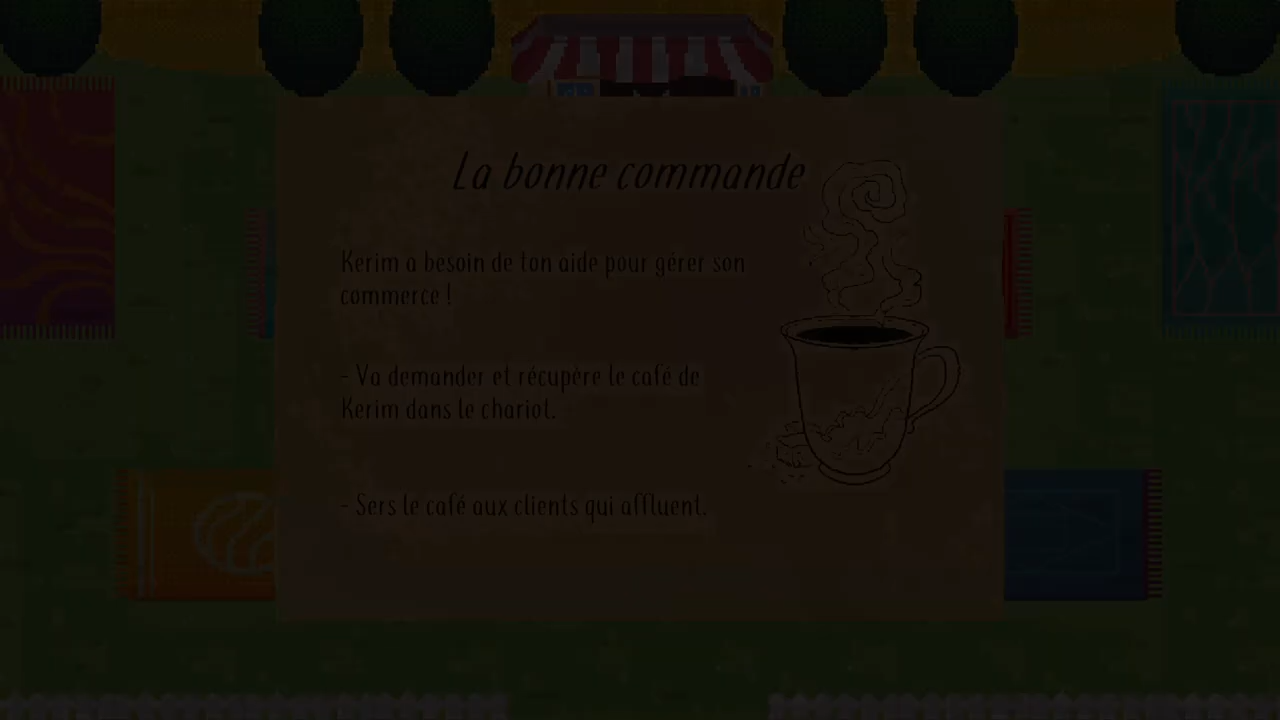 La bonne commande
Kerim a besoin de ton aide pour gérer son
commerce !
- Va demander et récupère le café de
Kerim dans le chariot.
- Sers le café aux clients qui affluent.